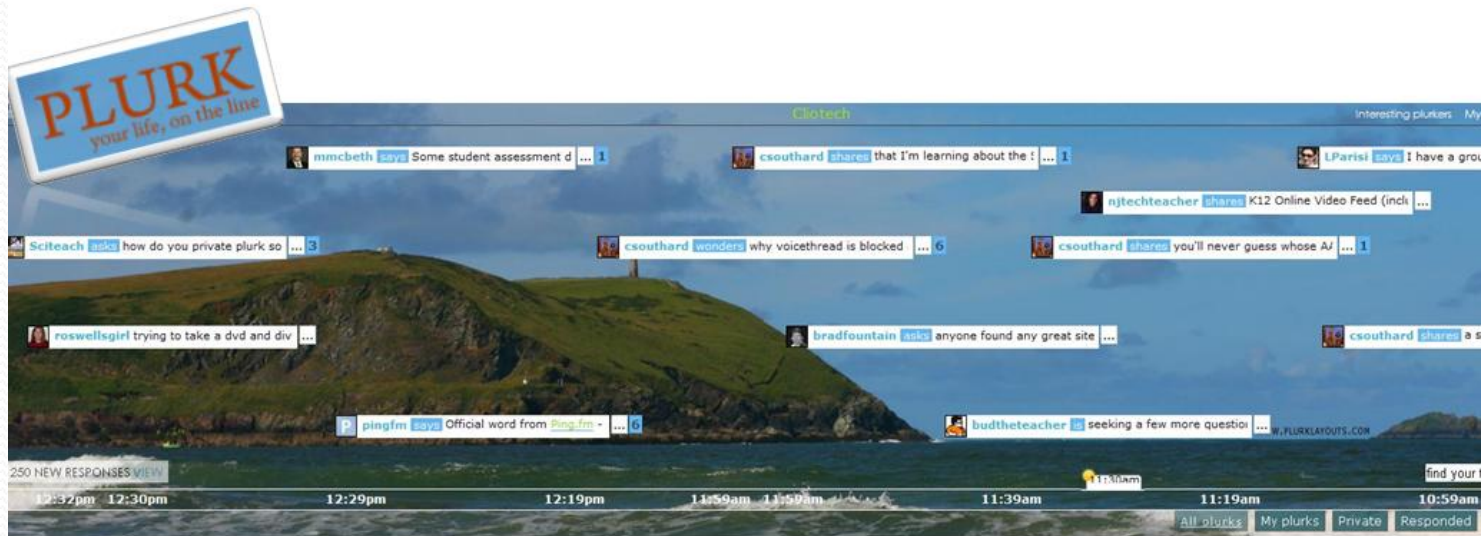 PLURK
your life, on the line
Cliotech
Interesting plurkers My
mmcbeth says Some student assessment d ... 1
csouthard shares that I'm learning about the ... 1
LParisi says I have a grou
njtechteacher shares K12 Online Video Feed (inclu ...
Sciteach asks how do you private plurk so ... 3
csouthard wonders why voicethread is blocked ... 6
csouthard shares you'll never guess whose ... 1
roswellsgirl trying to take a dvd and div ...
bradfountain asks anyone found any great site ...
csouthard shares a s
P pingfm says Official word from Ping.fm - ... 6
budtheteacher is seeking a few more question ...
W.PLURKLAYOUTS.COM
250 NEW RESPONSES VIEW
11:30am
find your t
12:32pm 12:30pm 12:29pm 12:19pm 11:59am 11:59am 11:39am 11:19am 10:59am
All plurks My plurks Private Responded